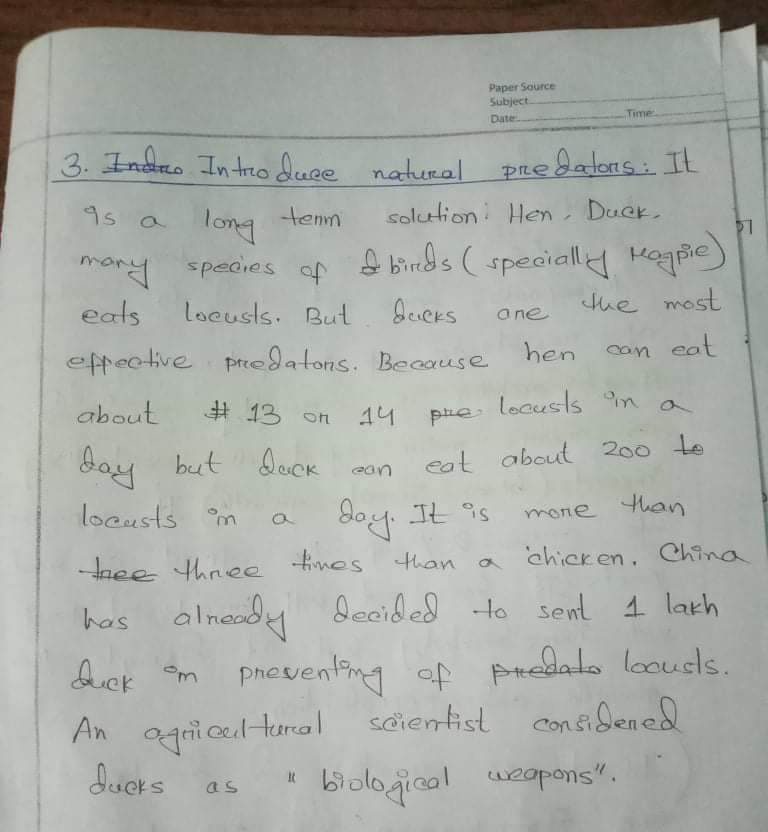 Paper Source
Subject
Date: Time:
3. Indro Introduce natural predators: It
is a long term solution: Hen, Duck,
many species of birds (specially Magpie)
eats locusts. But ducks are the most
effective predators. Because hen can eat
about # 13 or 14 pre locusts in a
day but duck can eat about 200 to
locusts in a day. It is more than
tree three times than a chicken. China
has already decided to sent 1 lakh
duck in preventing of predato locusts.
An agricultural scientist considered
ducks as "biological weapons".